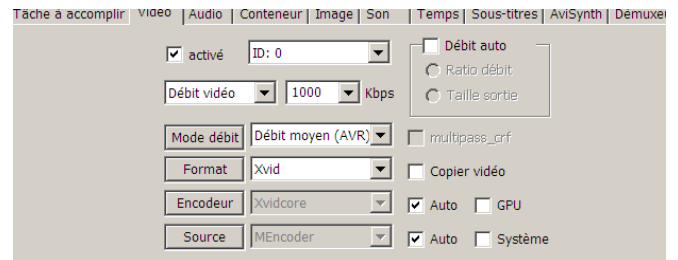 Tâche à accomplir Vidéo Audio Conteneur Image Son Temps Sous-titres AviSynth Démuxeu
activé ID: 0 Débit auto
Ratio débit
Débit vidéo 1000 Kbps Taille sortie
Mode débit Débit moyen (AVR) multipass_crf
Format Xvid Copier vidéo
Encodeur Xvidcore Auto GPU
Source MEncoder Auto Système